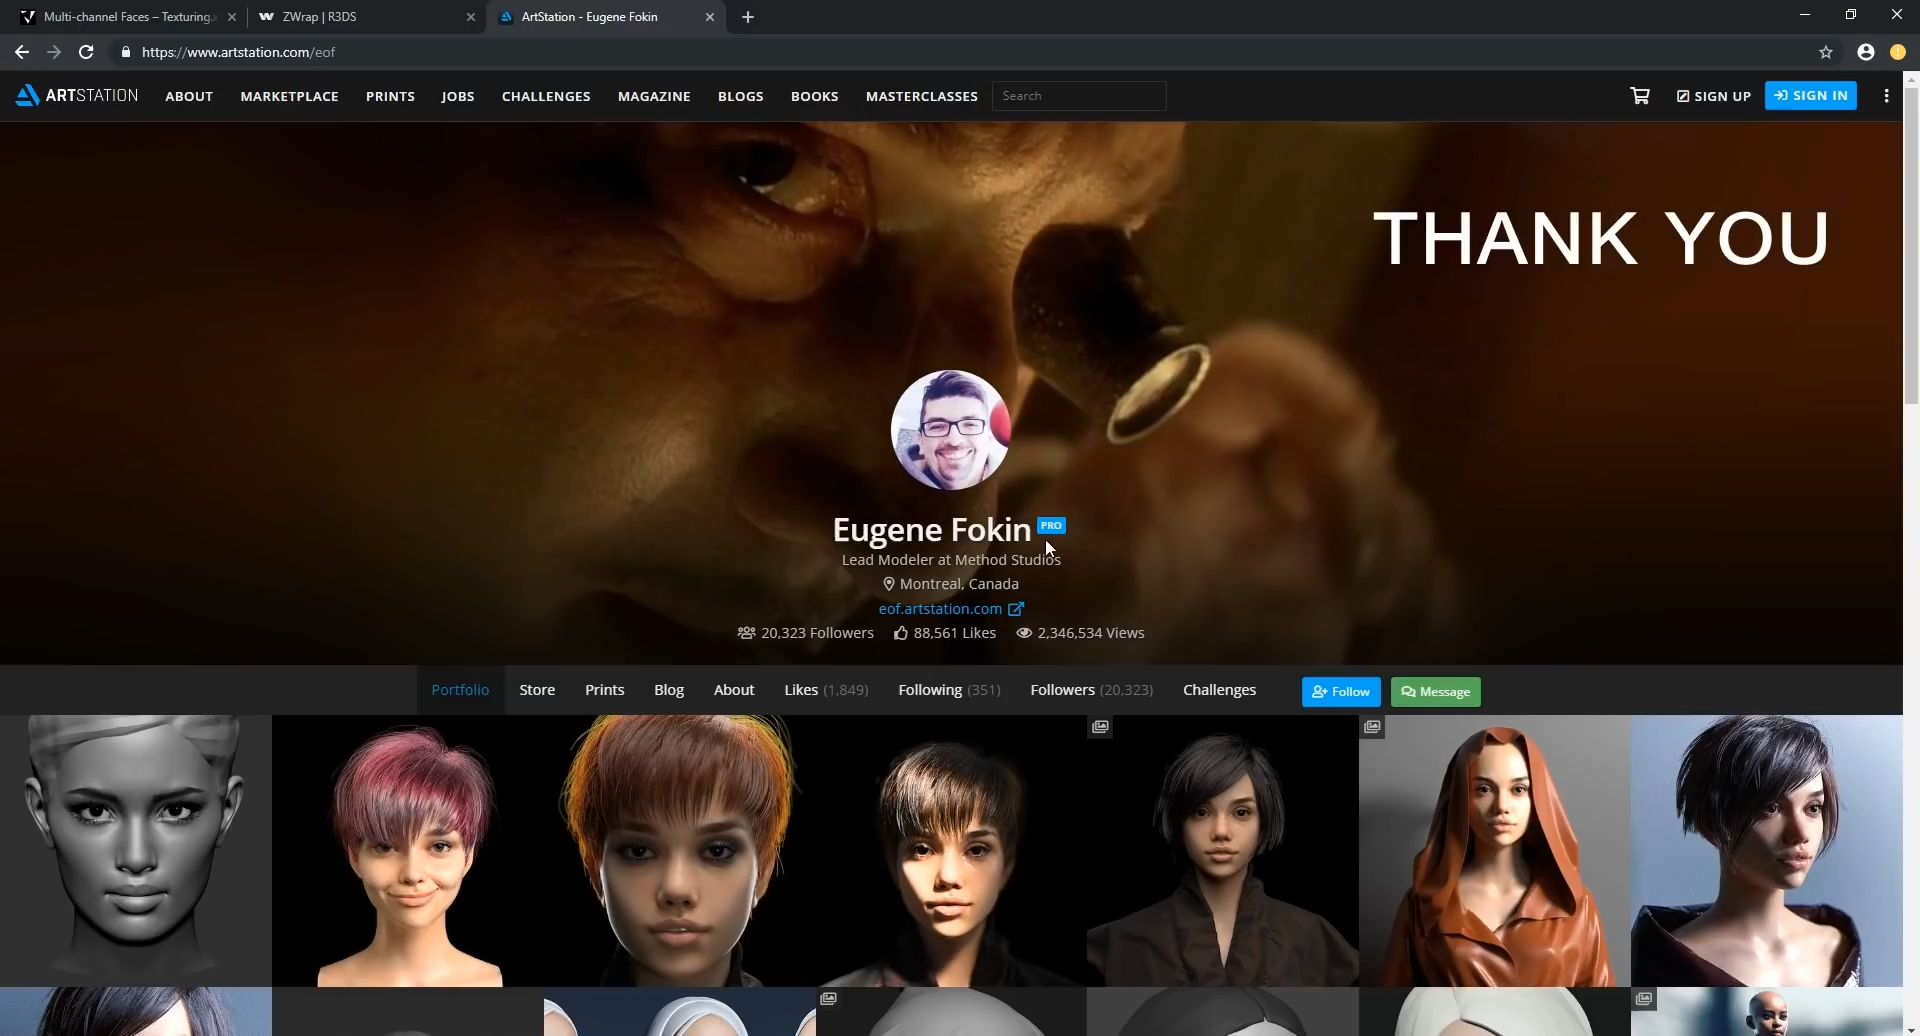 Multi-channel Faces – Texturing.x
ZWrap | R3DS
ArtStation - Eugene Fokin
https://www.artstation.com/eof
ARTSTATION
ABOUT
MARKETPLACE
PRINTS
JOBS
CHALLENGES
MAGAZINE
BLOGS
BOOKS
MASTERCLASSES
Search
SIGN UP
SIGN IN
THANK YOU
Eugene Fokin PRO
Lead Modeler at Method Studios
Montreal, Canada
eof.artstation.com
20,323 Followers 88,561 Likes 2,346,534 Views
Portfolio
Store
Prints
Blog
About
Likes (1,849)
Following (351)
Followers (20,323)
Challenges
Follow
Message